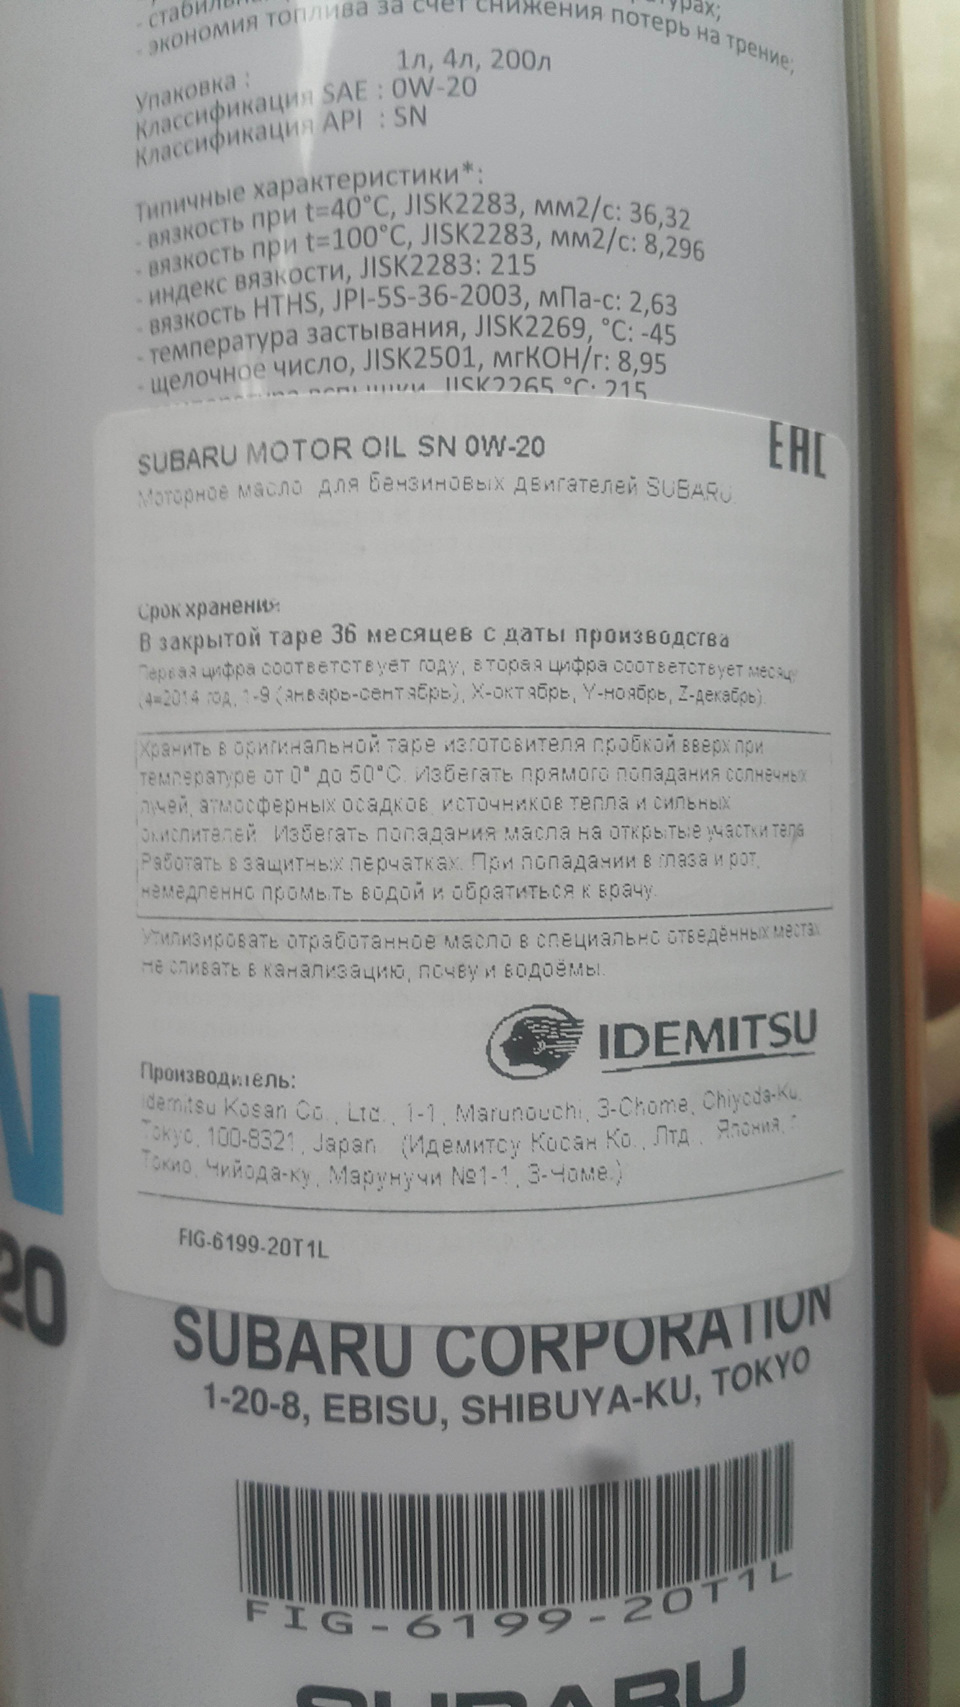 - экономия топлива за счет снижения потерь на трение;
Упаковка : 1л, 4л, 200л
Классификация SAE : 0W-20
Классификация API : SN
Типичные характеристики*:
- вязкость при t=40°C, JISK2283, мм2/с: 36,32
- вязкость при t=100°C, JISK2283, мм2/с: 8,296
- индекс вязкости, JISK2283: 215
- вязкость HTHS, JPI-5S-36-2003, мПа-с: 2,63
- температура застывания, JISK2269, °C: -45
- щелочное число, JISK2501, мгКОН/г: 8,95
вспышки, JISK2265 °C: 215
SUBARU MOTOR OIL SN 0W-20
EAC
Моторное масло для бензиновых двигателей SUBARU.
Срок хранения:
В закрытой таре 36 месяцев с даты производства
Первая цифра соответствует году, вторая цифра соответствует месяцу
(4=2014 год, 1-9 (январь-сентябрь), X-октябрь, Y-ноябрь, Z-декабрь).
Хранить в оригинальной таре изготовителя пробкой вверх при
температуре от 0° до 50°C. Избегать прямого попадания солнечных
лучей, атмосферных осадков, источников тепла и сильных
окислителей. Избегать попадания масла на открытые участки тела
Работать в защитных перчатках. При попадании в глаза и рот,
немедленно промыть водой и обратиться к врачу.
Утилизировать отработанное масло в специально отведённых местах
Не сливать в канализацию, почву и водоёмы.
IDEMITSU
Производитель:
Idemitsu Kosan Co., Ltd., 1-1, Marunouchi, 3-Chome, Chiyoda-Ku,
Tokyo, 100-8321, Japan. (Идемитсу Косан Ко., Лтд., Япония,
Токио, Чийода-ку, Марунучи №1-1, 3-Чоме.)
FIG-6199-20T1L
SUBARU CORPORATION
1-20-8, EBISU, SHIBUYA-KU, TOKYO
FIG-6199-20T1L
SUBARU
N
20